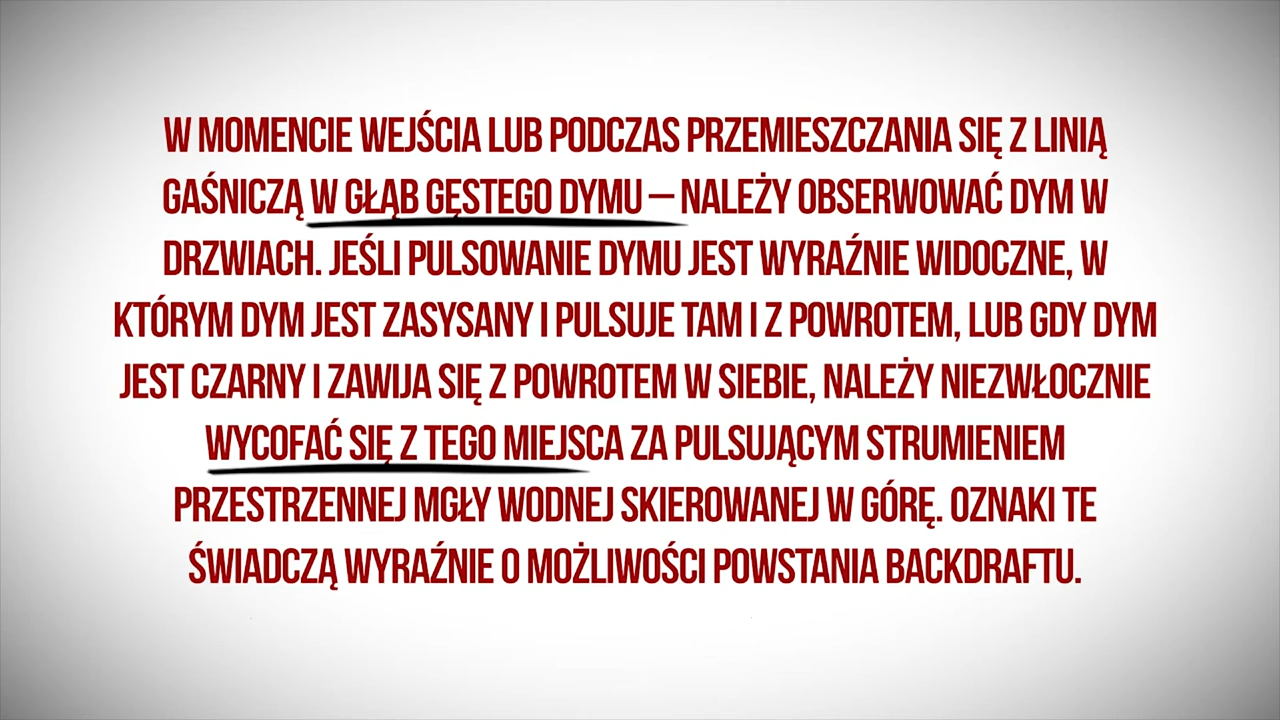 W MOMENCIE WEJŚCIA LUB PODCZAS PRZEMIESZCZANIA SIĘ Z LINIĄ
GAŚNICZĄ W GŁĄB GĘSTEGO DYMU – NALEŻY OBSERWOWAĆ DYM W
DRZWIACH. JEŚLI PULSOWANIE DYMU JEST WYRAŹNIE WIDOCZNE, W
KTÓRYM DYM JEST ZASYSANY I PULSUJE TAM I Z POWROTEM, LUB GDY DYM
JEST CZARNY I ZAWIJA SIĘ Z POWROTEM W SIEBIE, NALEŻY NIEZWŁOCZNIE
WYCOFAĆ SIĘ Z TEGO MIEJSCA ZA PULSUJĄCYM STRUMIENIEM
PRZESTRZENNEJ MGŁY WODNEJ SKIEROWANEJ W GÓRĘ. OZNAKI TE
ŚWIADCZĄ WYRAŹNIE O MOŻLIWOŚCI POWSTANIA BACKDRAFTU.